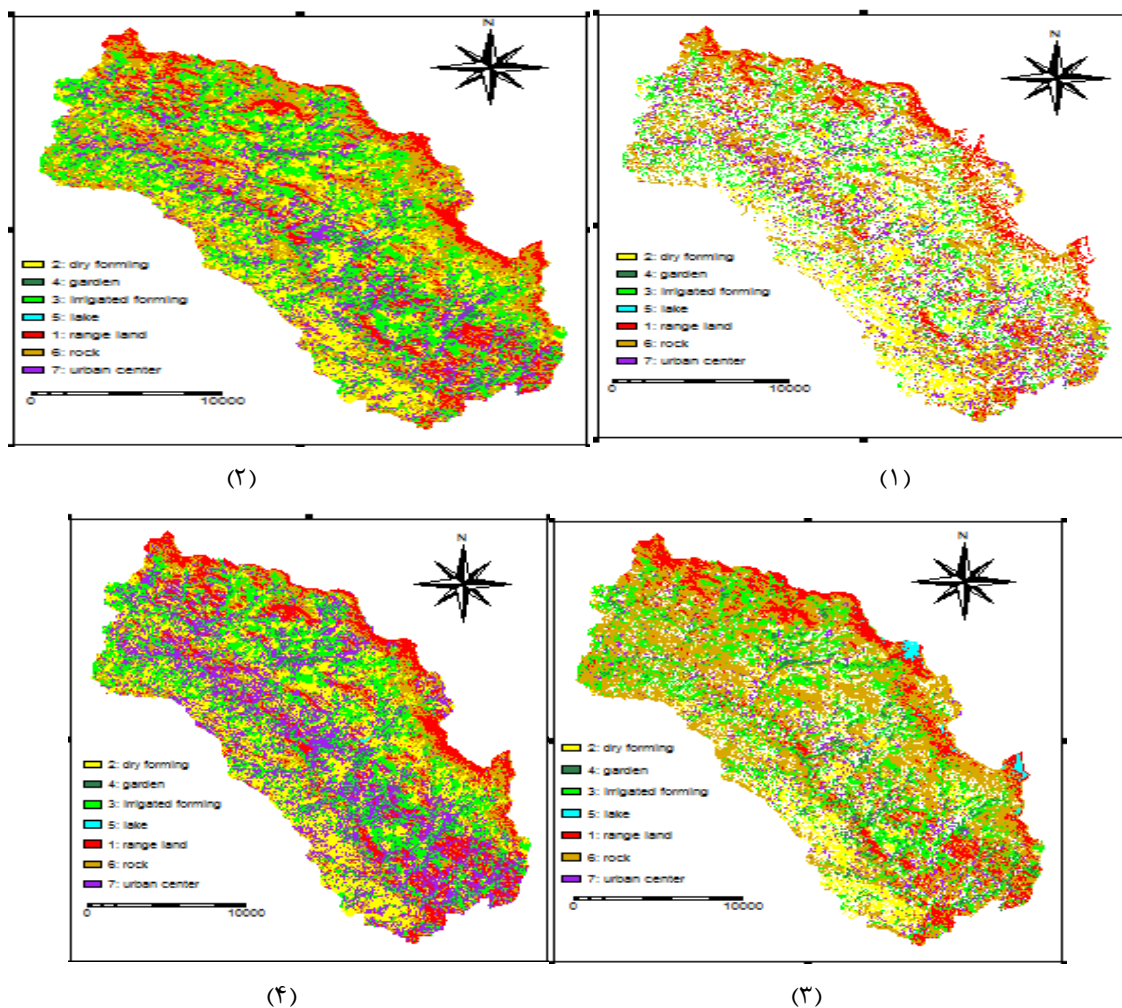 N
2: dry forming
4: garden
3: irrigated forming
5: lake
1: range land
6: rock
7: urban center
0 10000
(۲)
N
2: dry forming
4: garden
3: irrigated forming
5: lake
1: range land
6: rock
7: urban center
0 10000
(۱)
N
2: dry forming
4: garden
3: irrigated forming
5: lake
1: range land
6: rock
7: urban center
0 10000
(۴)
N
2: dry forming
4: garden
3: irrigated forming
5: lake
1: range land
6: rock
7: urban center
0 10000
(۳)